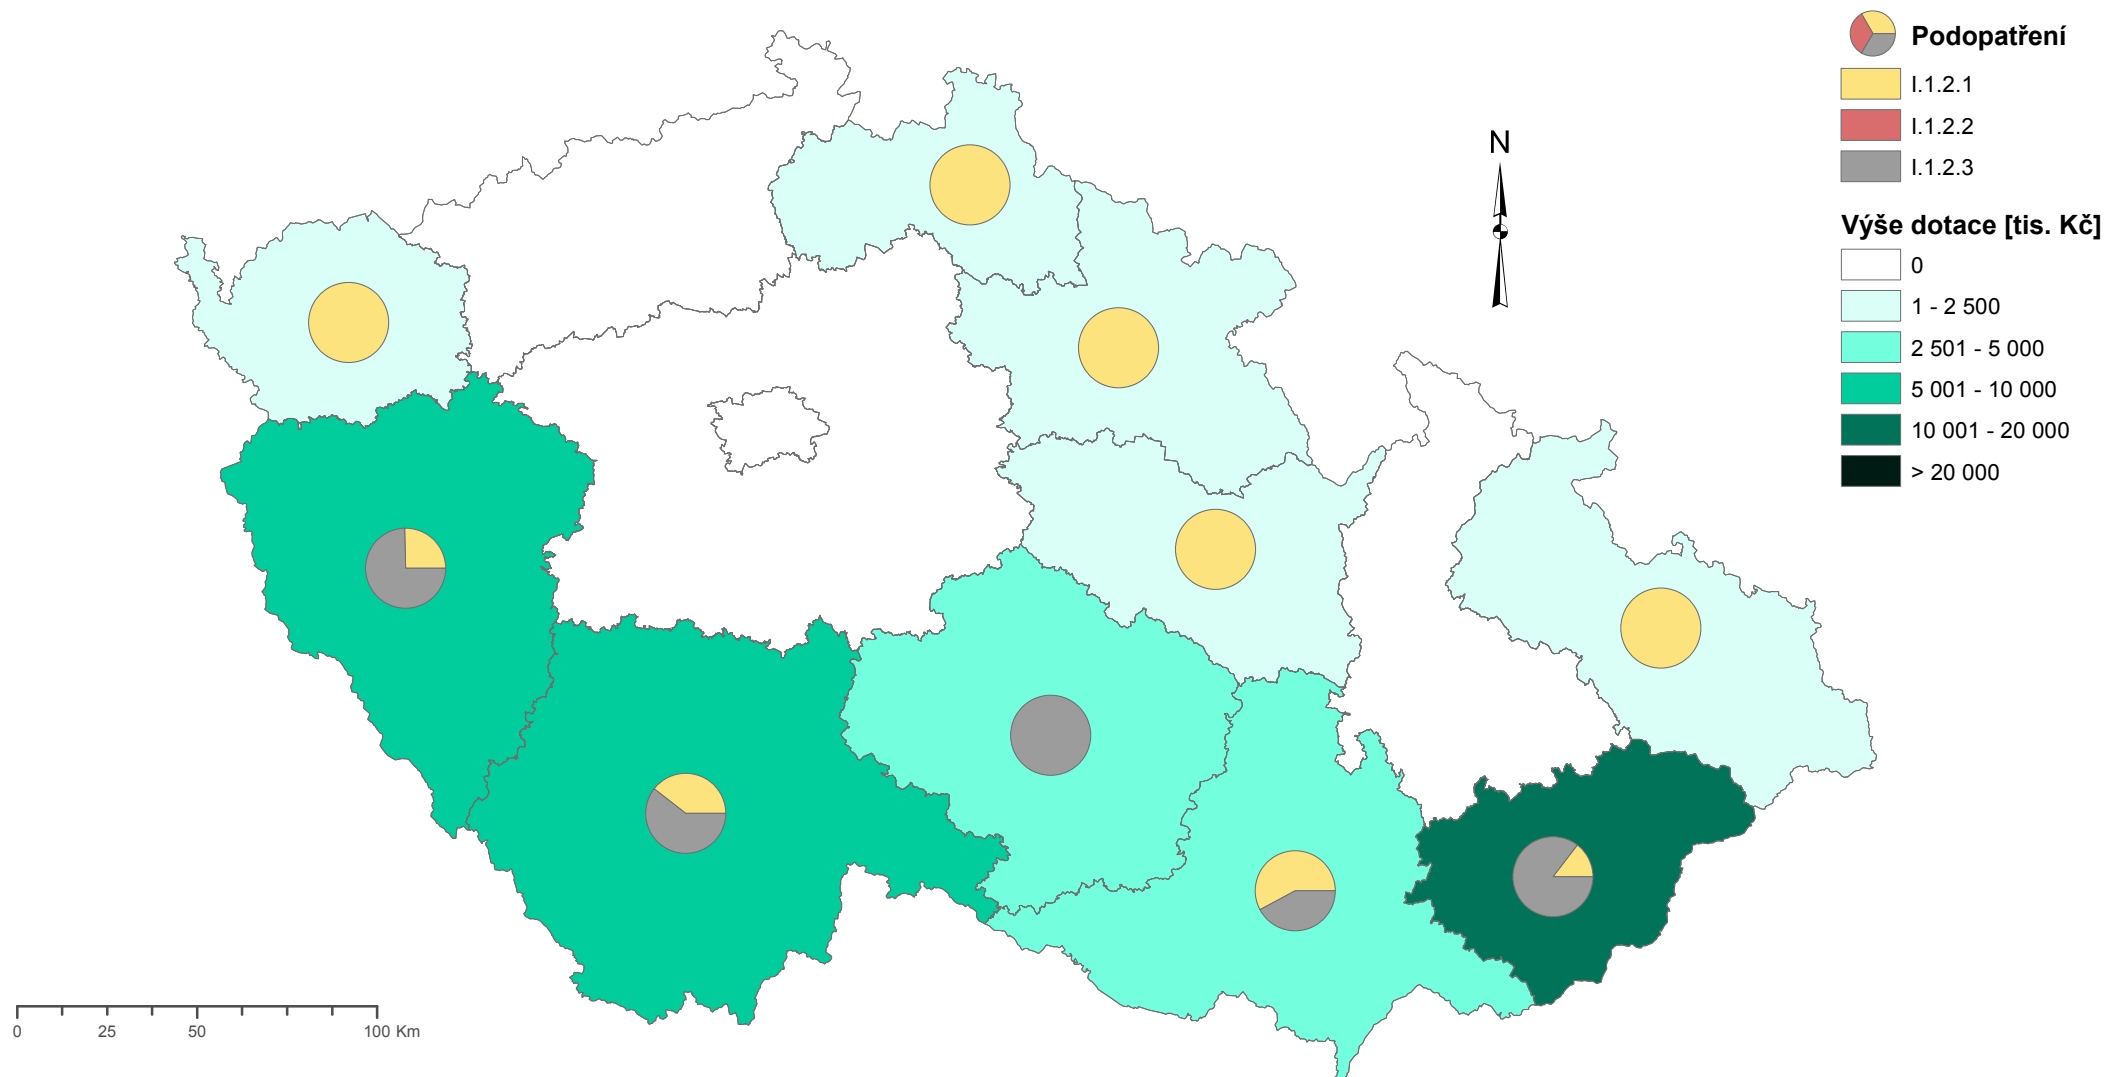 Podopatření
I.1.2.1
I.1.2.2
I.1.2.3
Výše dotace [tis. Kč]
0
1 - 2 500
2 501 - 5 000
5 001 - 10 000
10 001 - 20 000
> 20 000
N
0 25 50 100 Km